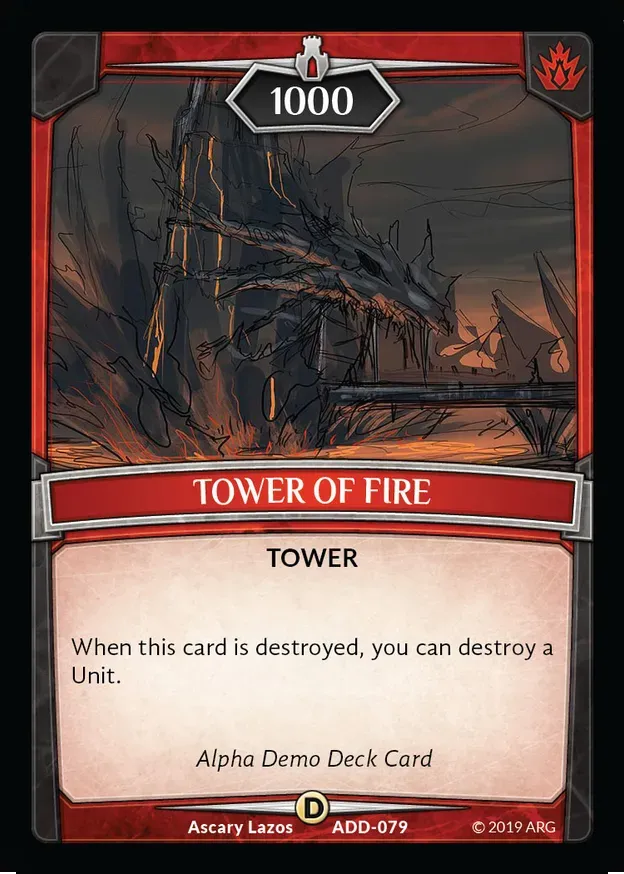 1000
TOWER OF FIRE
TOWER
When this card is destroyed, you can destroy a
Unit.
Alpha Demo Deck Card
D
Ascary Lazos ADD-079 © 2019 ARG